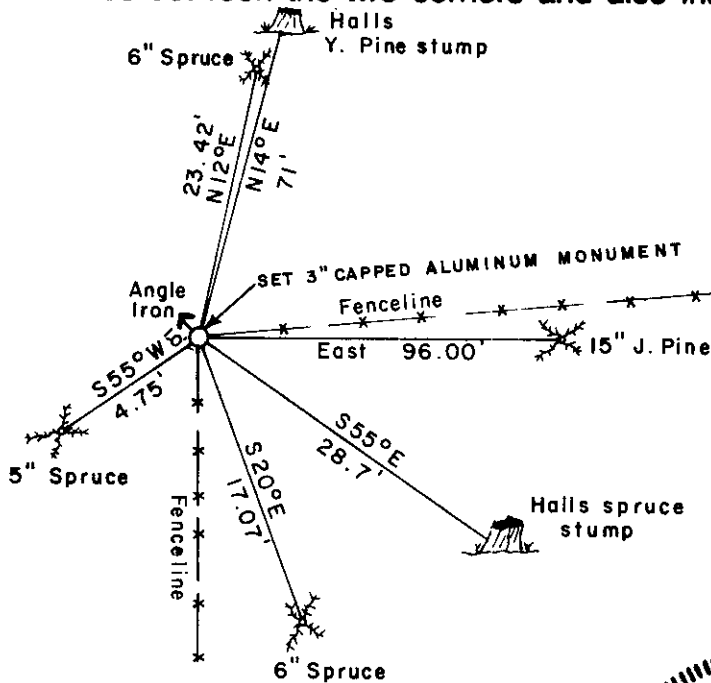 Halls
Y. Pine stump
6" Spruce
23.42'
N12°E
N14°E
71'
SET 3" CAPPED ALUMINUM MONUMENT
Angle
Iron
Fenceline
East 96.00'
15" J. Pine
S55°W
4.75'
5" Spruce
S55°E
28.7'
S20°E
17.07'
Fenceline
Halls spruce
stump
6" Spruce